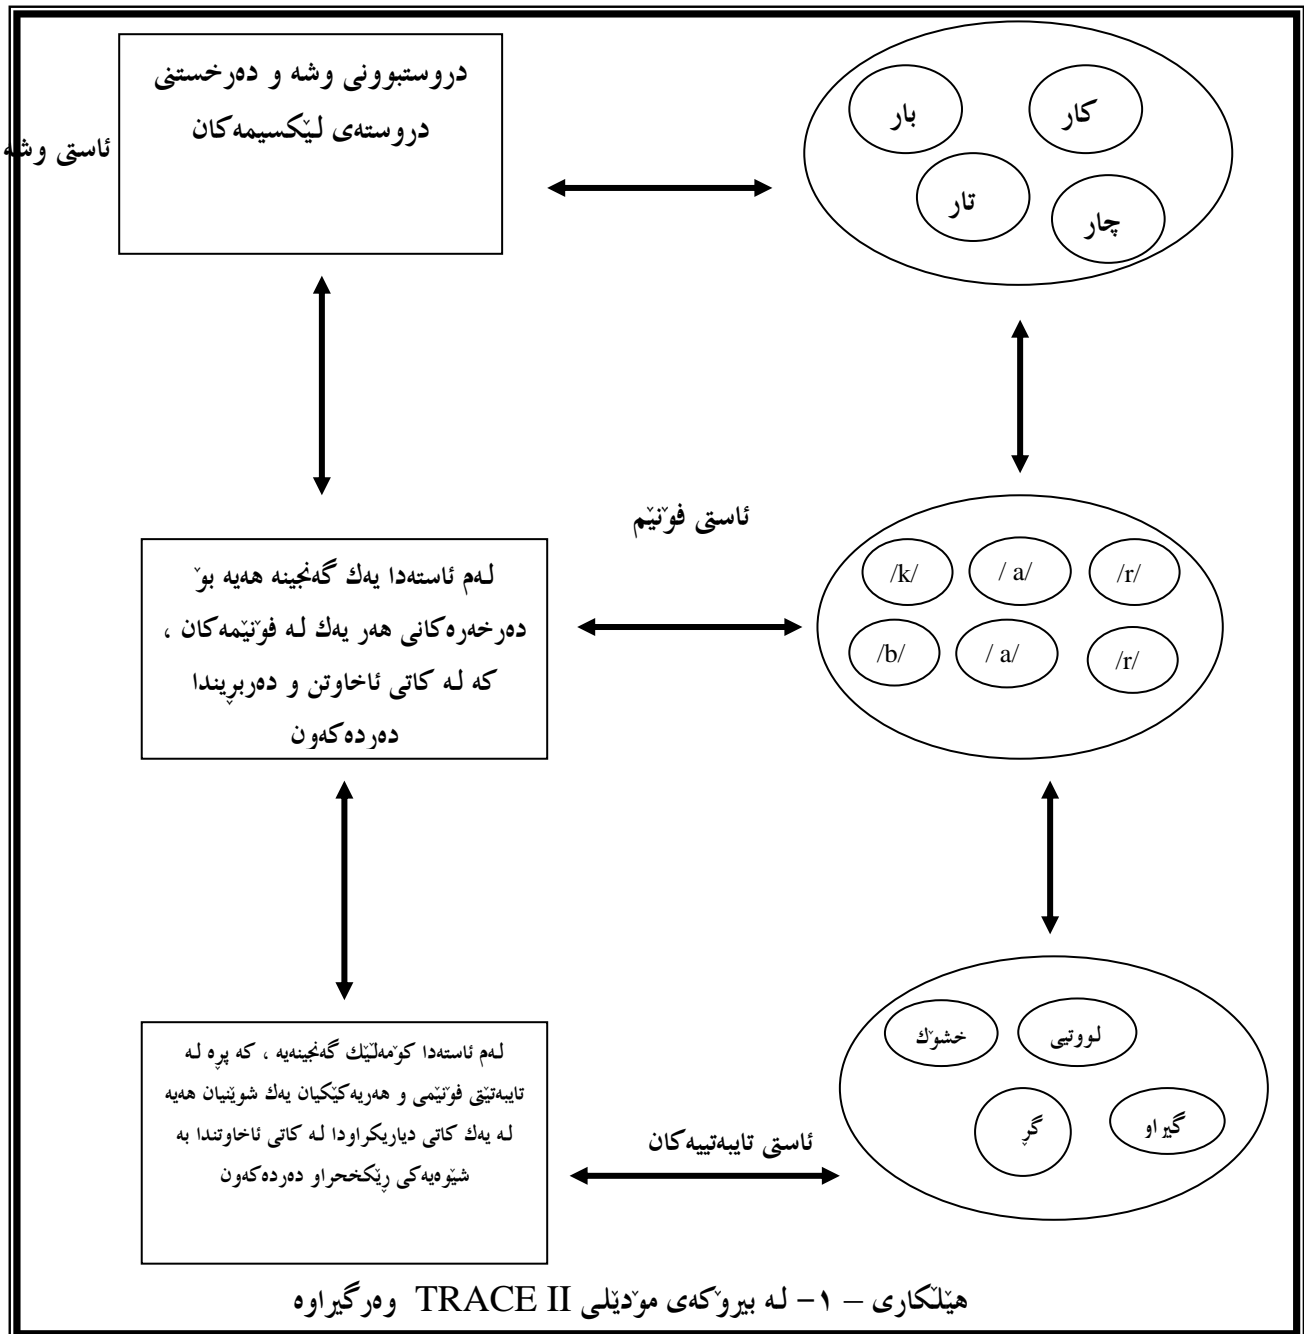 دروستبوونی وشە و دەرخستنی
دروستەی لێکسیمەکان
ئاستی وشە
کار
بار
تار
چار
ئاستی فۆنێم
لەم ئاستەدا یەك گەنجینە هەیە بۆ
دەرخەرەکانی هەر یەك لە فۆنێمەکان ،
کە لە کاتی ئاخاوتن و دەربڕیندا
دەردەکەون
/k/ / a/ /r/
/b/ / a/ /r/
لەم ئاستەدا کۆمەڵێك گەنجینەیە ، کە پڕە لە
تایبەتێتی فۆنێمی و هەریەکێکیان یەك شوێنیان هەیە
لە یەك کاتی دیاریکراودا لە کاتی ئاخاوتندا بە
شێوەیەکی ڕێکخحراو دەردەکەون
ئاستی تایبەتییەکان
لووتیی
خشۆك
گڕ
گیراو
هێڵکاری – ١- لە بیرۆکەی مۆدێلی TRACE II وەرگیراوە